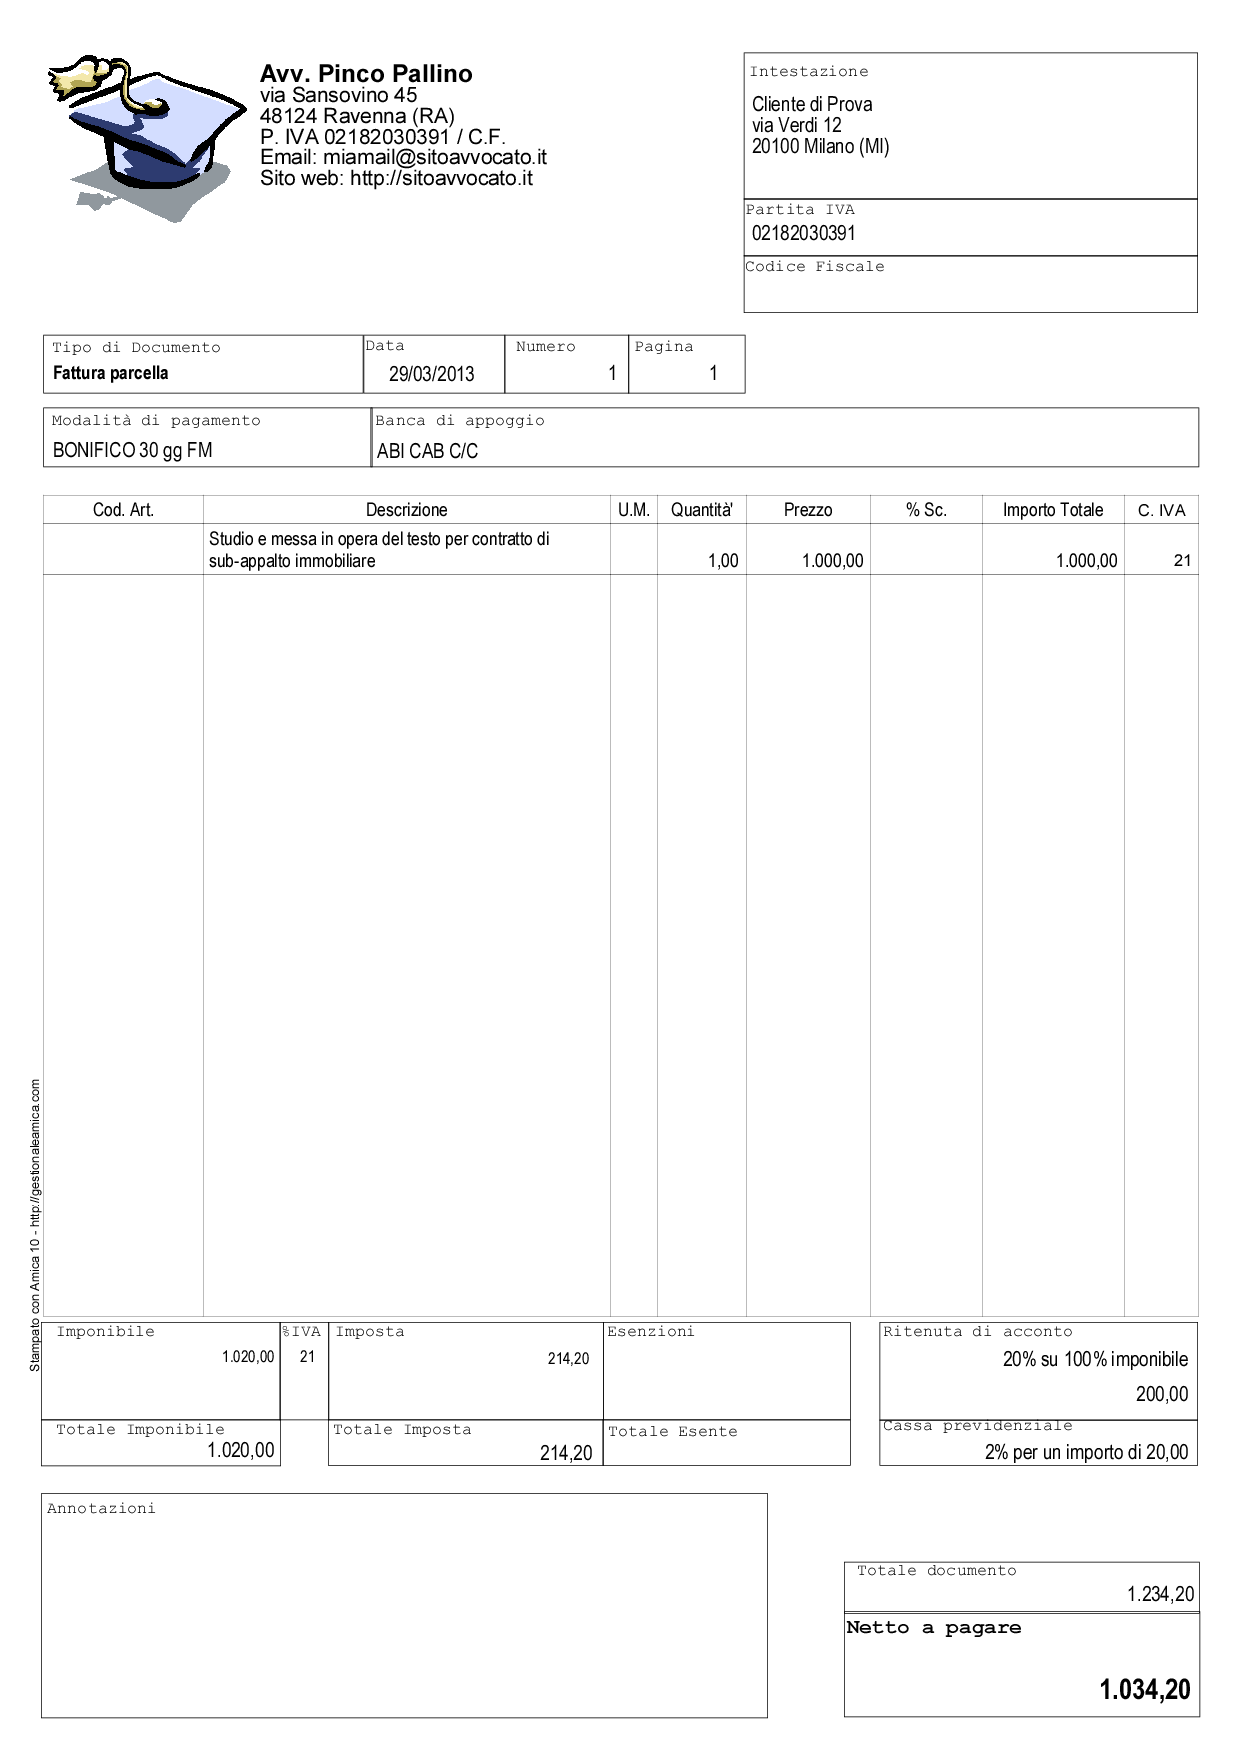 Avv. Pinco Pallino
via Sansovino 45
48124 Ravenna (RA)
P. IVA 02182030391 / C.F.
Email: miamail@sitoavvocato.it
Sito web: http://sitoavvocato.it
Intestazione
Cliente di Prova
via Verdi 12
20100 Milano (MI)
Partita IVA
02182030391
Codice Fiscale
Tipo di Documento Data Numero Pagina
Fattura parcella 29/03/2013 1 1
Modalità di pagamento Banca di appoggio
BONIFICO 30 gg FM ABI CAB C/C
Cod. Art. Descrizione U.M. Quantità' Prezzo % Sc. Importo Totale C. IVA
Studio e messa in opera del testo per contratto di
sub-appalto immobiliare 1,00 1.000,00 1.000,00 21
Stampato con Amica 10 - http://gestionaleamica.com
Imponibile %IVA Imposta Esenzioni Ritenuta di acconto
1.020,00 21 214,20 20% su 100% imponibile
200,00
Totale Imponibile Totale Imposta Totale Esente Cassa previdenziale
1.020,00 214,20 2% per un importo di 20,00
Annotazioni
Totale documento
1.234,20
Netto a pagare
1.034,20